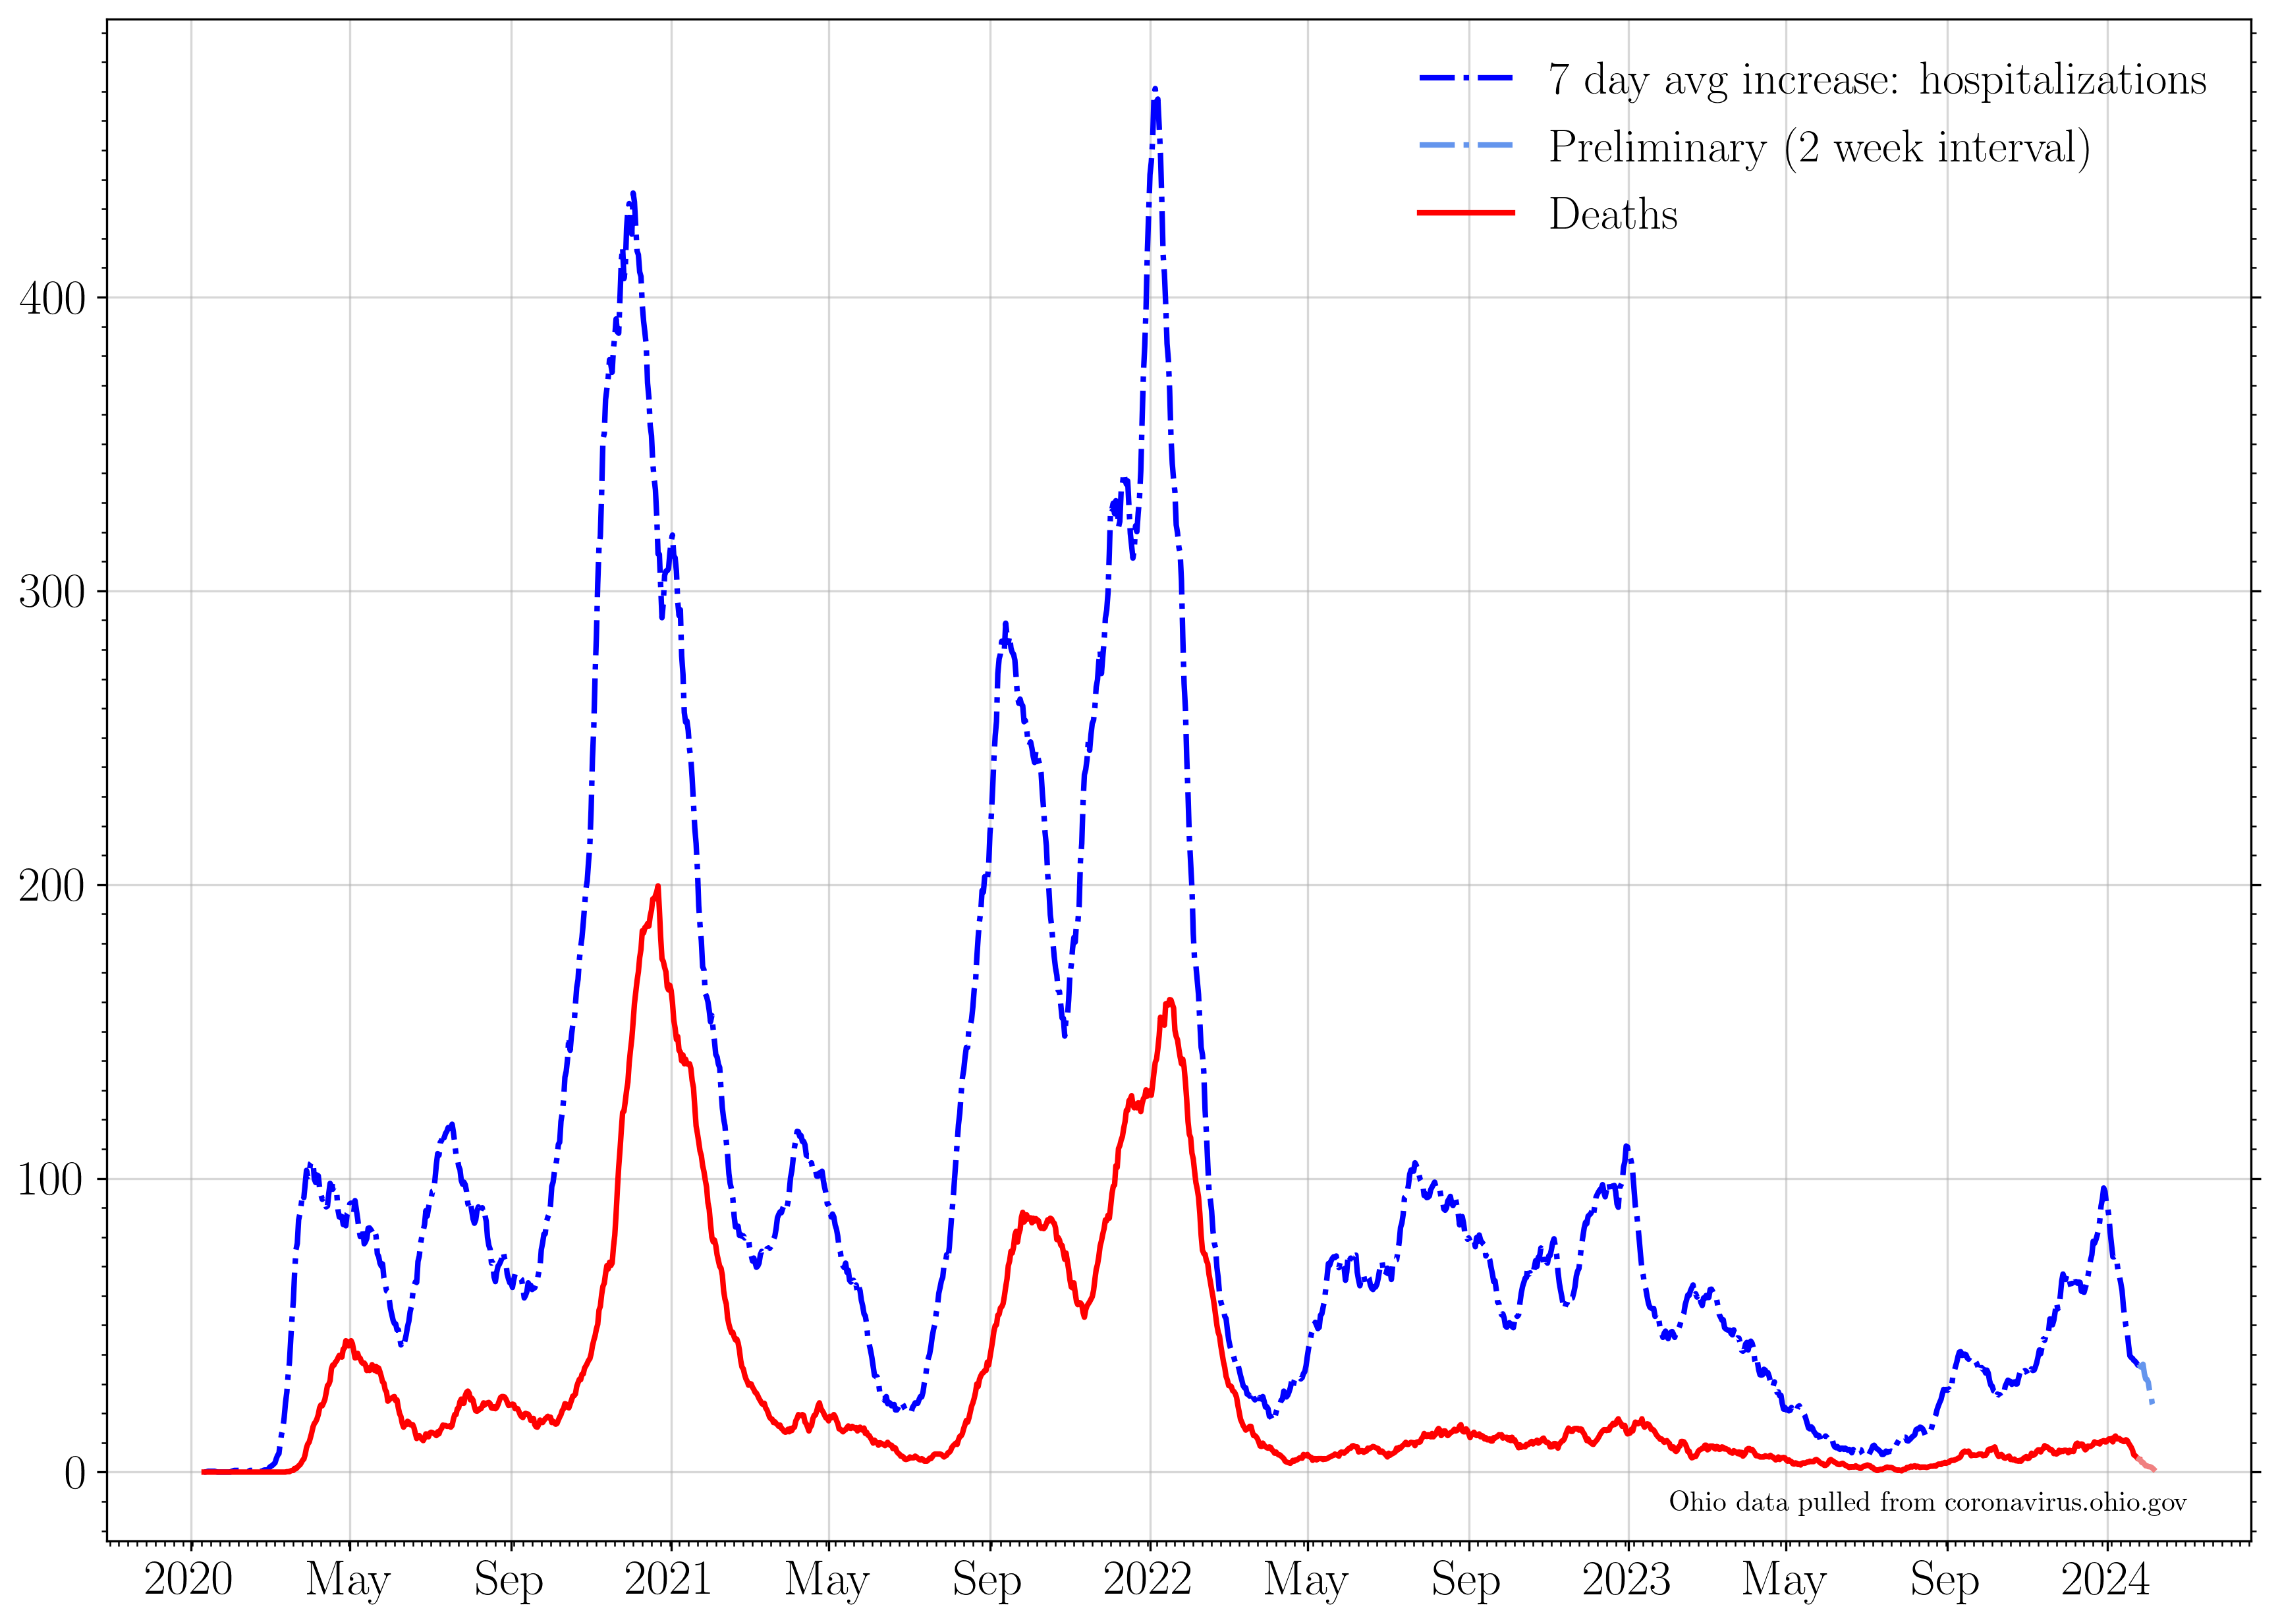 7 day avg increase: hospitalizations
Preliminary (2 week interval)
Deaths
400
300
200
100
0
Ohio data pulled from coronavirus.ohio.gov
2020 May Sep 2021 May Sep 2022 May Sep 2023 May Sep 2024